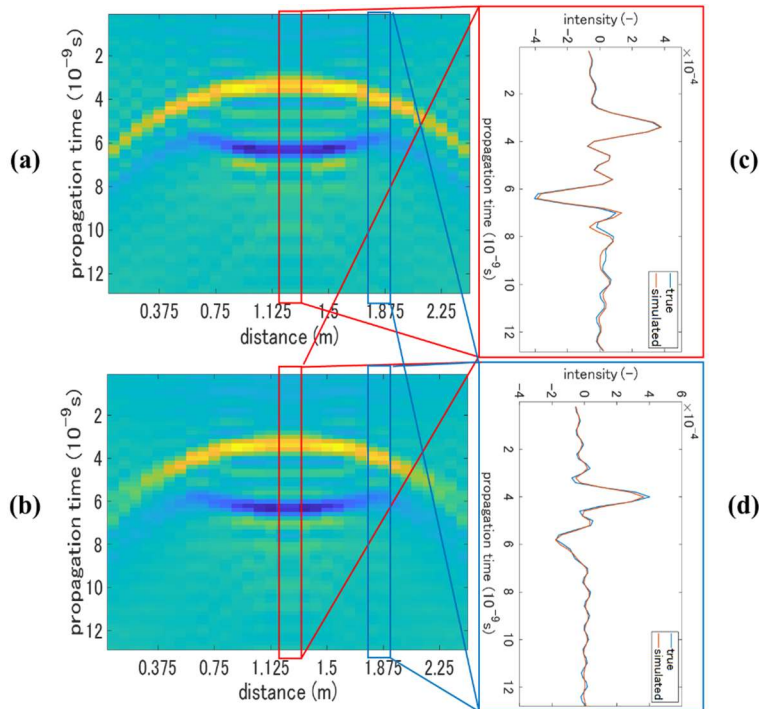 (a)
propagation time (10⁻⁹s)
2
4
6
8
10
12
0.375 0.75 1.125 1.5 1.875 2.25
distance (m)
(b)
propagation time (10⁻⁹s)
2
4
6
8
10
12
0.375 0.75 1.125 1.5 1.875 2.25
distance (m)
(c)
intensity (-)
-4 -2 0 2 4
×10⁻⁴
propagation time (10⁻⁹s)
2
4
6
8
10
12
true
simulated
(d)
intensity (-)
-4 -2 0 2 4 6
×10⁻⁴
propagation time (10⁻⁹s)
2
4
6
8
10
12
true
simulated